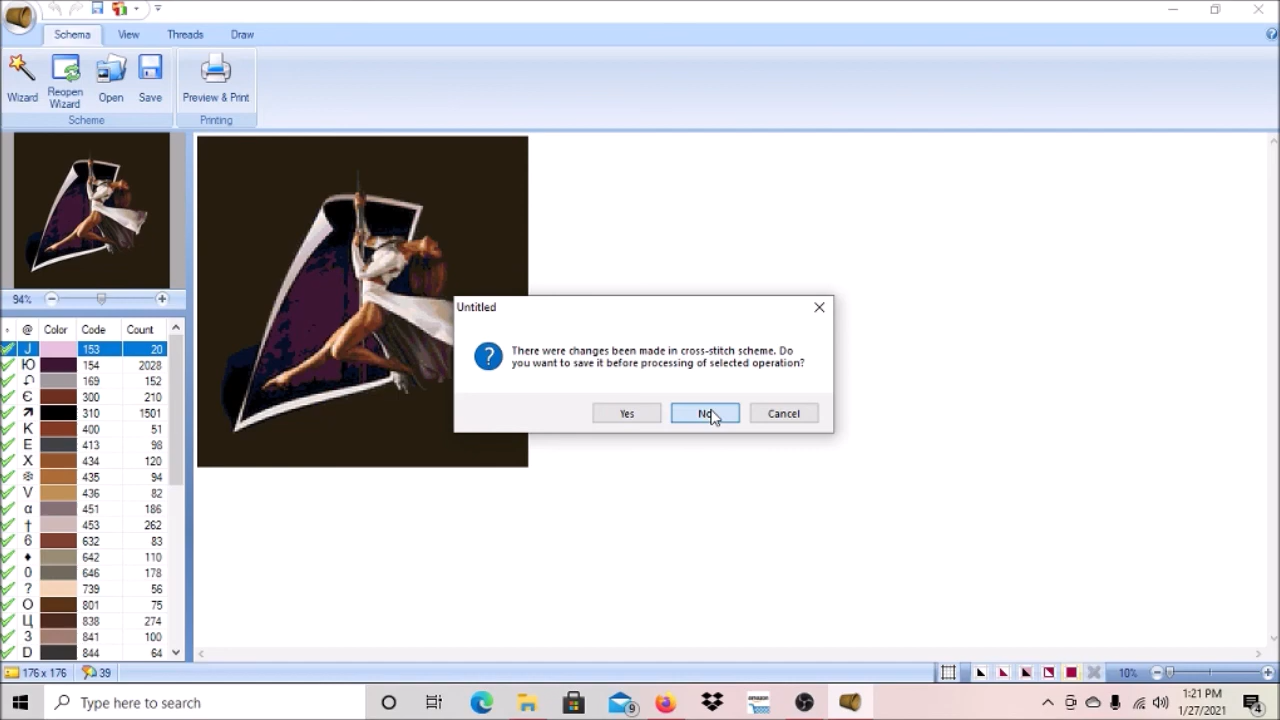 Schema View Threads Draw
Wizard Reopen Wizard Open Save Preview & Print
Scheme Printing
94%
@ Color Code Count
J 153 20
Ю 154 2028
169 152
Є 300 210
310 1501
K 400 51
E 413 98
X 434 120
❄ 435 94
V 436 82
α 451 186
† 453 262
6 632 83
♦ 642 110
0 646 178
? 739 56
O 801 75
Ц 838 274
3 841 100
D 844 64
Untitled
There were changes been made in cross-stitch scheme. Do
you want to save it before processing of selected operation?
Yes No Cancel
176 x 176 39 10%
Type here to search
9
amazon
1:21 PM
1/27/2021
4